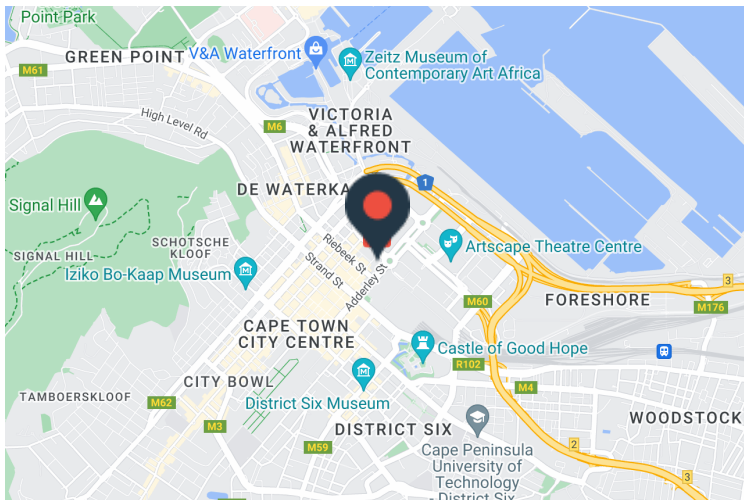 Point Park
M61
GREEN POINT
V&A Waterfront
Zeitz Museum of
Contemporary Art Africa
High Level Rd
M6
VICTORIA
& ALFRED
WATERFRONT
1
DE WATERKA
Signal Hill
SIGNAL HILL
SCHOTSCHE
KLOOF
Riebeek St
Strand St
Adderley St
Artscape Theatre Centre
Iziko Bo-Kaap Museum
3
M60
FORESHORE
M176
CAPE TOWN
CITY CENTRE
Castle of Good Hope
R102
CITY BOWL
M4
TAMBOERSKLOOF
M62
District Six Museum
M3
DISTRICT SIX
WOODSTOCK
M59
2
Cape Peninsula
University of
Technology
District Six
3